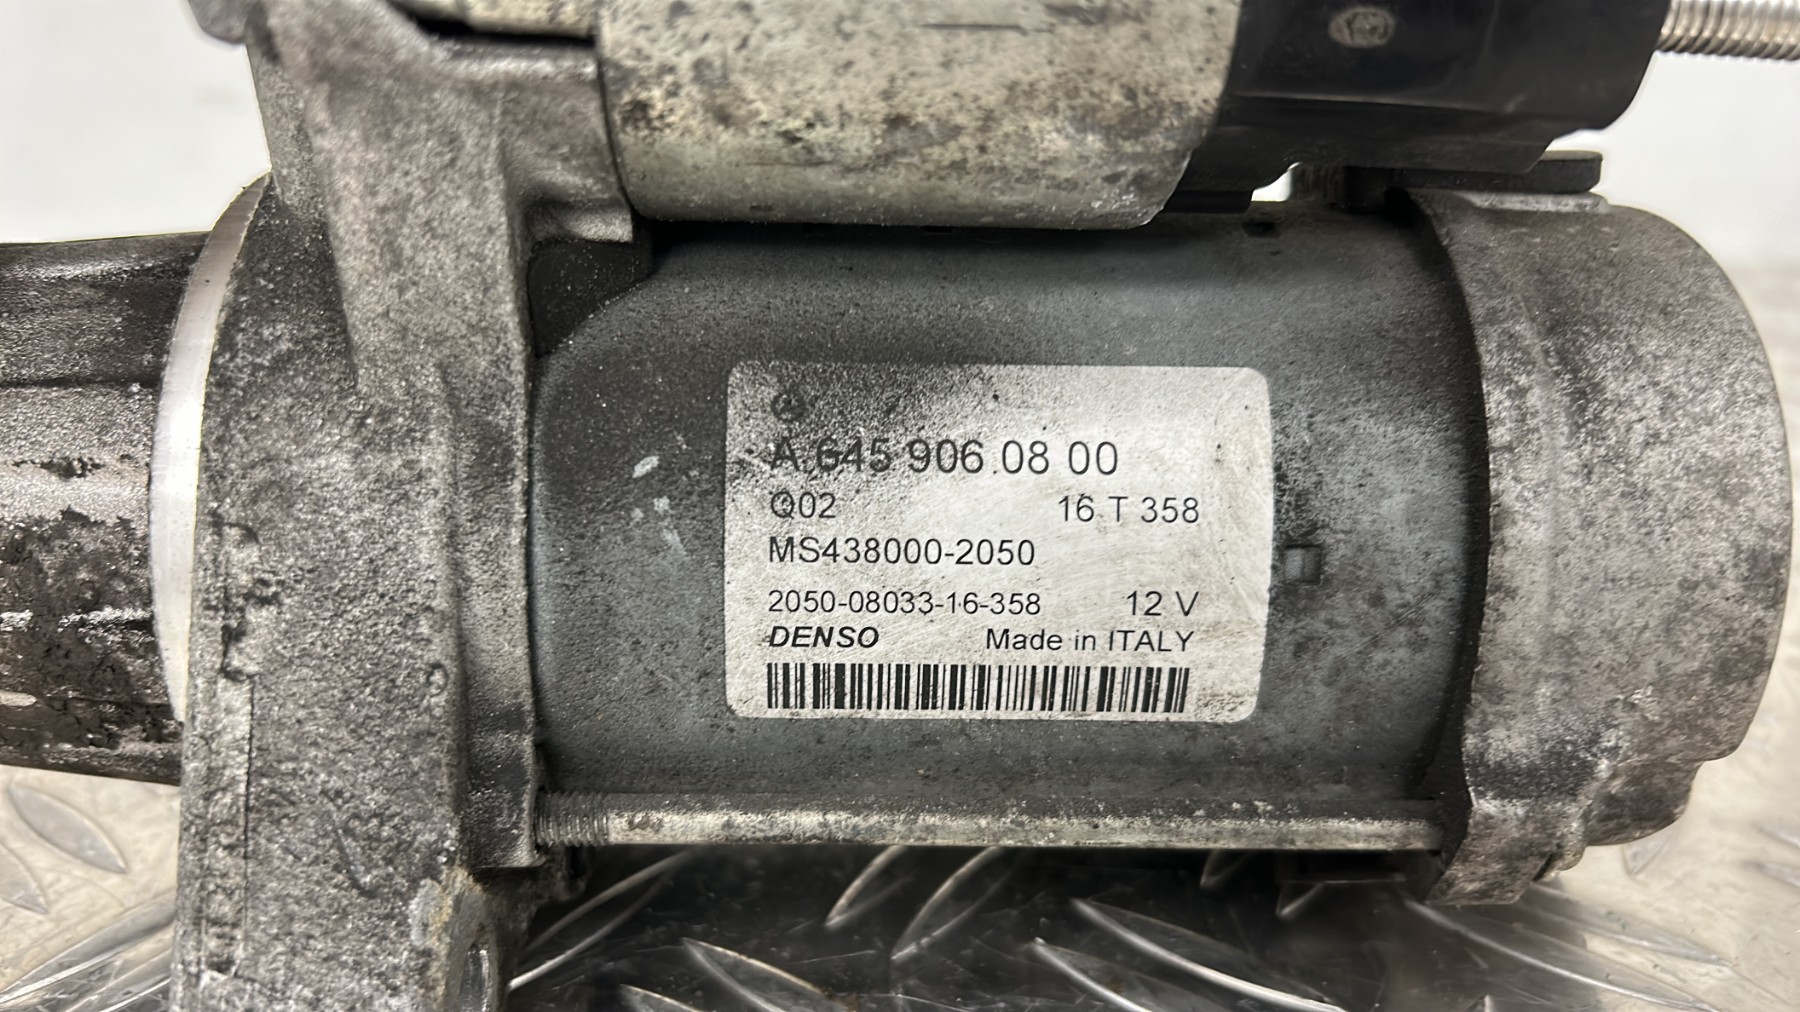 A 645 906 08 00
Q02 16 T 358
MS438000-2050
2050-08033-16-358 12 V
DENSO Made in ITALY